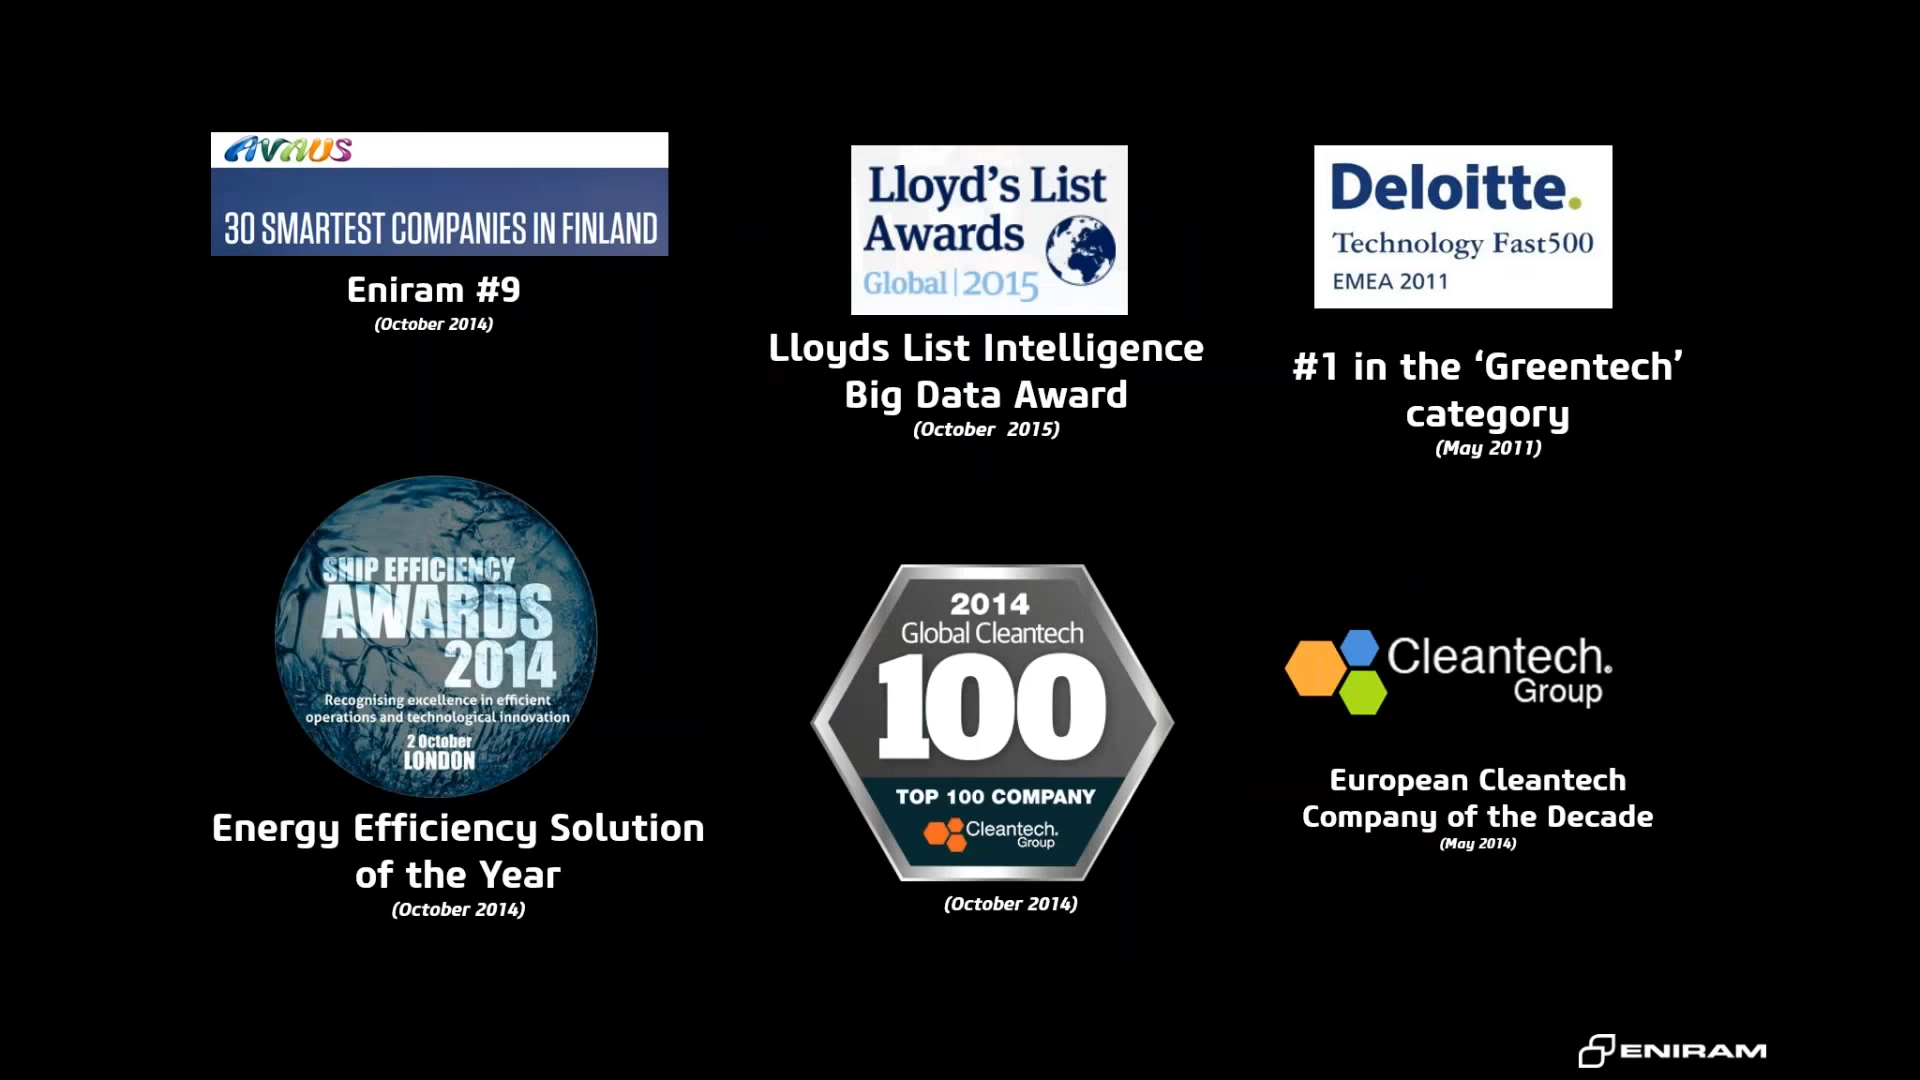 AVAUS
30 SMARTEST COMPANIES IN FINLAND
Eniram #9
(October 2014)
Lloyd's List
Awards
Global | 2015
Lloyds List Intelligence
Big Data Award
(October 2015)
Deloitte.
Technology Fast500
EMEA 2011
#1 in the ‘Greentech’
category
(May 2011)
SHIP EFFICIENCY
AWARDS
2014
Recognising excellence in efficient
operations and technological innovation
2 October
LONDON
Energy Efficiency Solution
of the Year
(October 2014)
2014
Global Cleantech
100
TOP 100 COMPANY
Cleantech.
Group
(October 2014)
Cleantech.
Group
European Cleantech
Company of the Decade
(May 2014)
ENIRAM